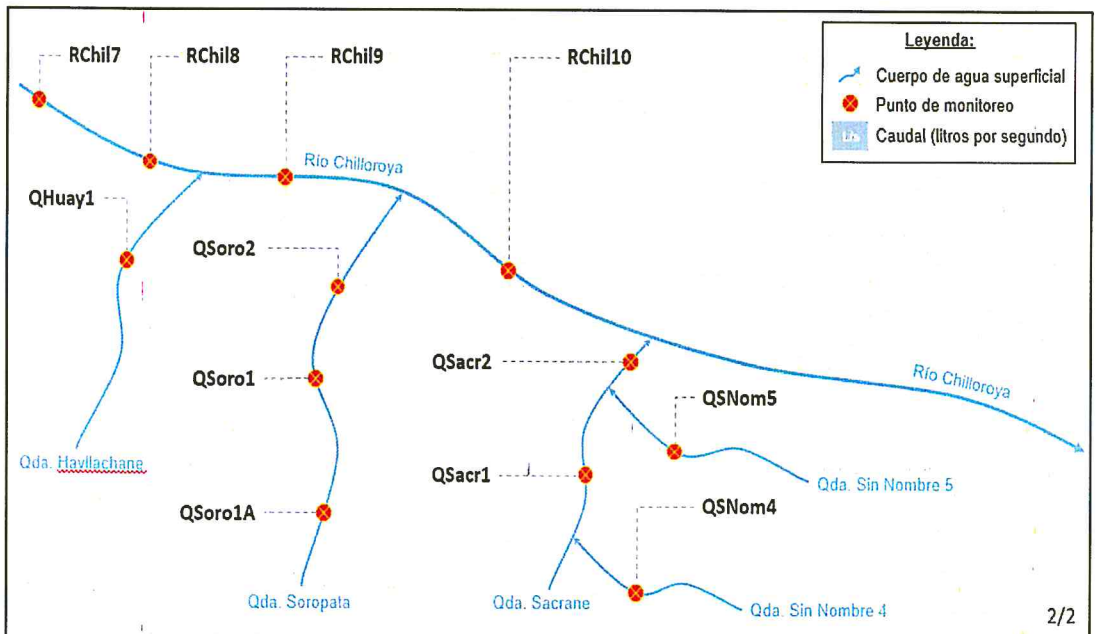 RChil7
RChil8
RChil9
RChil10
Leyenda:
Cuerpo de agua superficial
Punto de monitoreo
Caudal (litros por segundo)
Río Chilloroya
QHuay1
QSoro2
QSoro1
QSacr2
QSNom5
Río Chilloroya
Qda. Havllachane
QSacr1
Qda. Sin Nombre 5
QSoro1A
QSNom4
Qda. Soropata
Qda. Sacrane
Qda. Sin Nombre 4
2/2